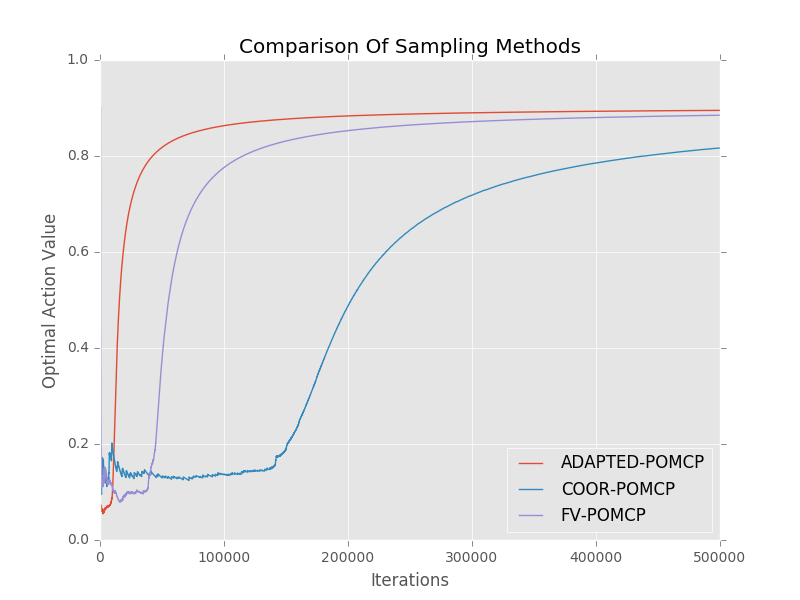 Comparison Of Sampling Methods
1.0
0.8
0.6
0.4
0.2
0.0
Optimal Action Value
0
100000
200000
300000
400000
500000
Iterations
ADAPTED-POMCP
COOR-POMCP
FV-POMCP